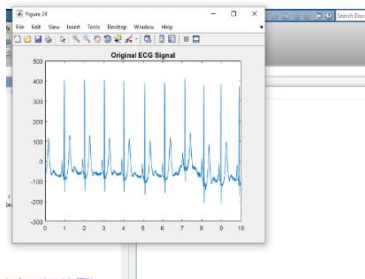 Figure 24
File Edit View Insert Tools Desktop Window Help
Search Doc
Original ECG Signal
500
400
300
200
100
0
-100
-200
-300
0 1 2 3 4 5 6 7 8 9 10